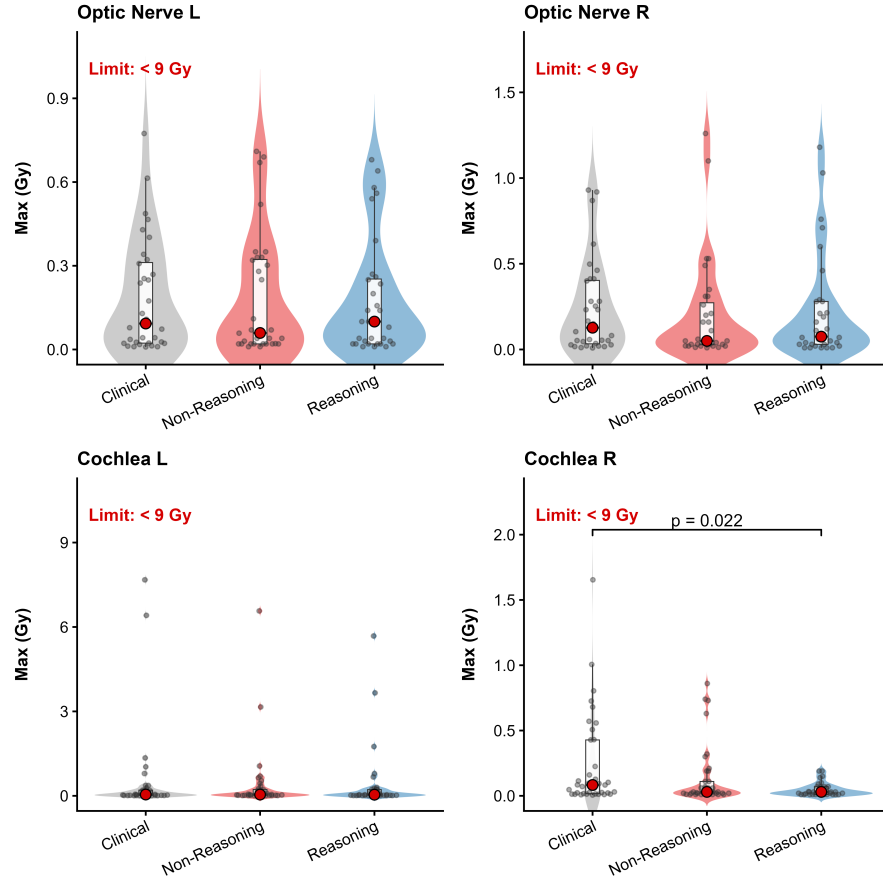 Optic Nerve L
Limit: < 9 Gy
Max (Gy)
0.9
0.6
0.3
0.0
Clinical
Non-Reasoning
Reasoning
Optic Nerve R
Limit: < 9 Gy
Max (Gy)
1.5
1.0
0.5
0.0
Clinical
Non-Reasoning
Reasoning
Cochlea L
Limit: < 9 Gy
Max (Gy)
9
6
3
0
Clinical
Non-Reasoning
Reasoning
Cochlea R
Limit: < 9 Gy
p = 0.022
Max (Gy)
2.0
1.5
1.0
0.5
0.0
Clinical
Non-Reasoning
Reasoning